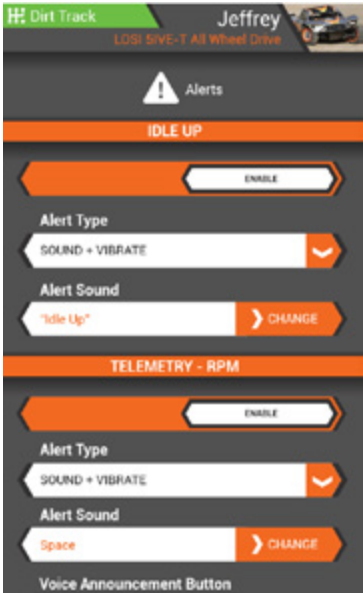 Dirt Track
Jeffrey
LOSI 5IVE-T All Wheel Drive
Alerts
IDLE UP
ENABLE
Alert Type
SOUND + VIBRATE
Alert Sound
"Idle Up"
CHANGE
TELEMETRY - RPM
ENABLE
Alert Type
SOUND + VIBRATE
Alert Sound
Space
CHANGE
Voice Announcement Button